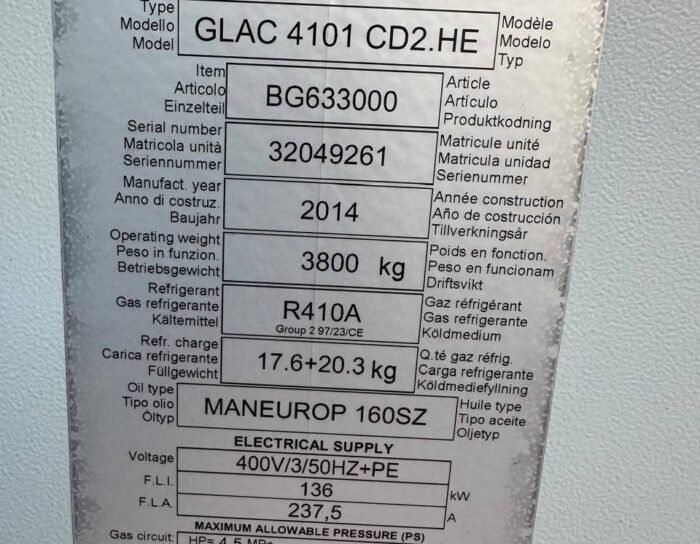 Type
Modello
Model
GLAC 4101 CD2.HE
Modèle
Modelo
Typ
Item
Articolo
Einzelteil
BG633000
Article
Artículo
Produktkodning
Serial number
Matricola unità
Seriennummer
32049261
Matricule unité
Matricula unidad
Serienummer
Manufact. year
Anno di costruz.
Baujahr
2014
Année construction
Año de costrucción
Tillverkningsår
Operating weight
Peso in funzion.
Betriebsgewicht
3800 kg
Poids en fonction.
Peso en funcionam
Driftsvikt
Refrigerant
Gas refrigerante
Kältemittel
R410A
Group 2 97/23/CE
Gaz réfrigérant
Gas refrigerante
Köldmedium
Refr. charge
Carica refrigerante
Füllgewicht
17.6+20.3 kg
Q.té gaz réfrig.
Carga refrigerante
Köldmediefyllning
Oil type
Tipo olio
Öltyp
MANEUROP 160SZ
Huile type
Tipo aceite
Oljetyp
ELECTRICAL SUPPLY
Voltage
400V/3/50HZ+PE
F.L.I.
136
kW
F.L.A.
237,5
A
MAXIMUM ALLOWABLE PRESSURE (PS)
Gas circuit:
HP=